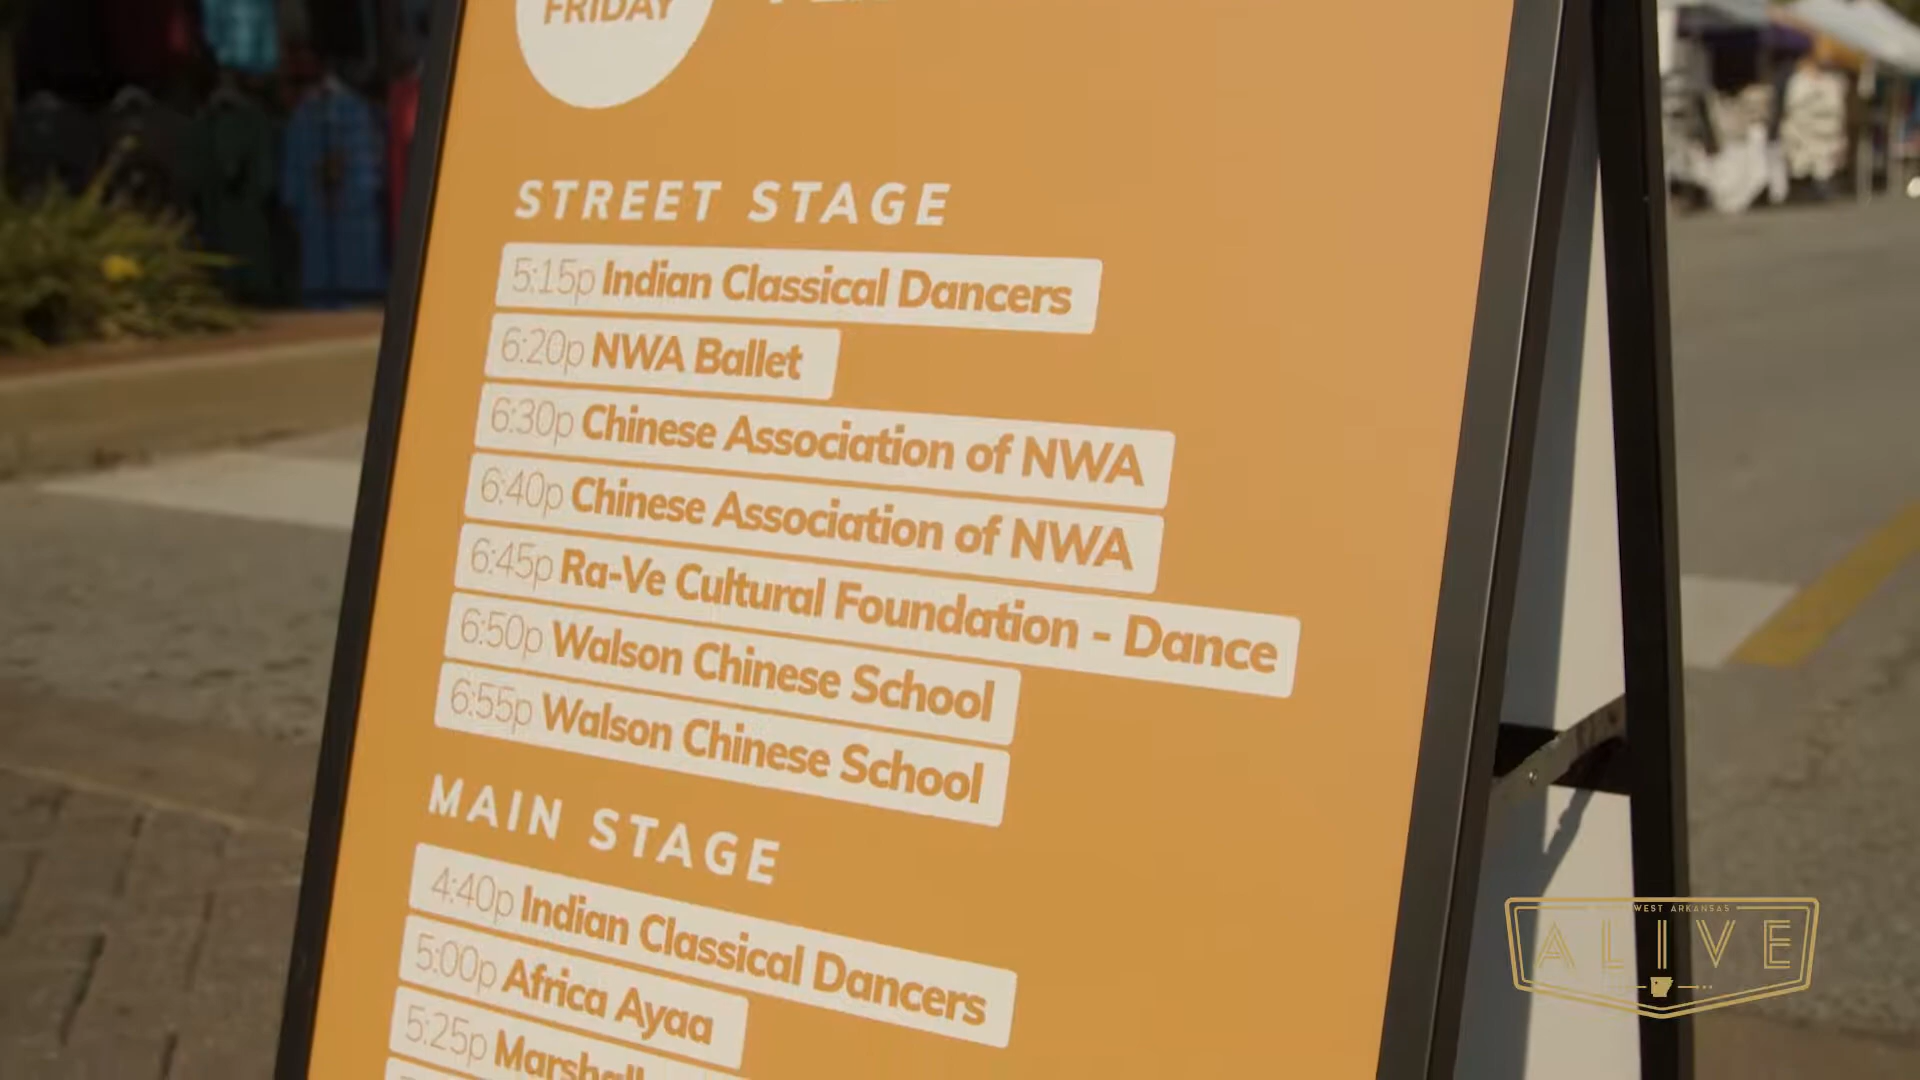 FRIDAY
STREET STAGE
5:15p Indian Classical Dancers
6:20p NWA Ballet
6:30p Chinese Association of NWA
6:40p Chinese Association of NWA
6:45p Ra-Ve Cultural Foundation - Dance
6:50p Walson Chinese School
6:55p Walson Chinese School
MAIN STAGE
4:40p Indian Classical Dancers
5:00p Africa Ayaa
5:25p Marshall
WEST ARKANSAS
ALIVE